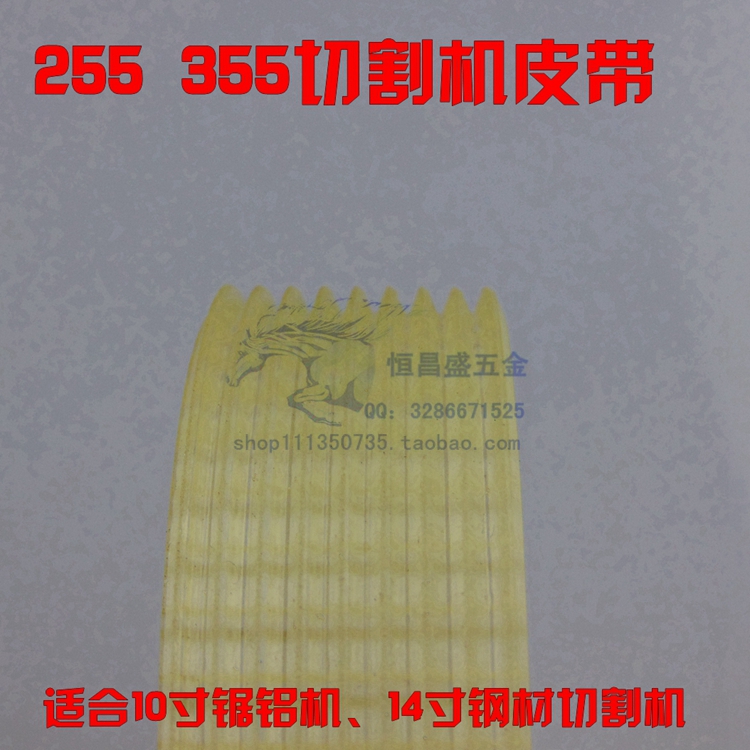 255 355切割机皮带
恒昌盛五金
QQ: 3286671525
shop111350735.taobao.com
适合10寸锯铝机、14寸钢材切割机